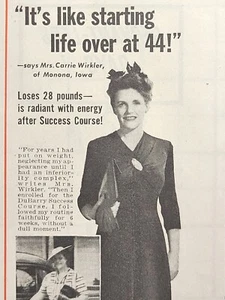 "It's like starting
life over at 44!"
—says Mrs. Carrie Wirkler,
of Monona, Iowa
Loses 28 pounds—
is radiant with energy
after Success Course!
"For years I had
put on weight,
neglecting my ap-
pearance until I
had an inferior-
ity complex,"
writes Mrs.
Wirkler. "Then I
enrolled for the
DuBarry Success
Course. I fol-
lowed my routine
faithfully for 6
weeks, without a
dull moment."